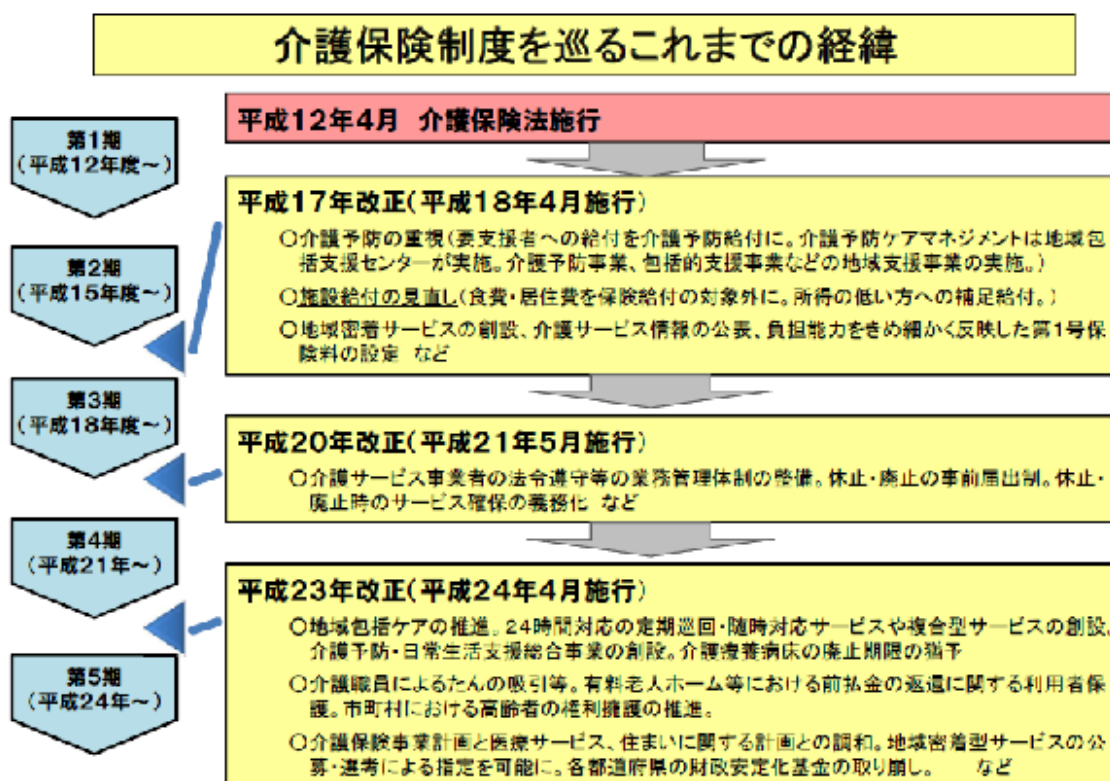 介護保険制度を巡るこれまでの経緯
第1期
(平成12年度～)
第2期
(平成15年度～)
第3期
(平成18年度～)
第4期
(平成21年～)
第5期
(平成24年～)
平成12年4月 介護保険法施行
平成17年改正(平成18年4月施行)
○介護予防の重視(要支援者への給付を介護予防給付に。介護予防ケアマネジメントは地域包
括支援センターが実施。介護予防事業、包括的支援事業などの地域支援事業の実施。)
○施設給付の見直し(食費・居住費を保険給付の対象外に。所得の低い方への補足給付。)
○地域密着サービスの創設、介護サービス情報の公表、負担能力をきめ細かく反映した第1号保
険料の設定 など
平成20年改正(平成21年5月施行)
○介護サービス事業者の法令遵守等の業務管理体制の整備。休止・廃止の事前届出制。休止・
廃止時のサービス確保の義務化 など
平成23年改正(平成24年4月施行)
○地域包括ケアの推進。24時間対応の定期巡回・随時対応サービスや複合型サービスの創設。
介護予防・日常生活支援総合事業の創設。介護療養病床の廃止期限の猶予
○介護職員によるたんの吸引等。有料老人ホーム等における前払金の返還に関する利用者保
護。市町村における高齢者の権利擁護の推進。
○介護保険事業計画と医療サービス、住まいに関する計画との調和。地域密着型サービスの公
募・選考による指定を可能に。各都道府県の財政安定化基金の取り崩し。 など